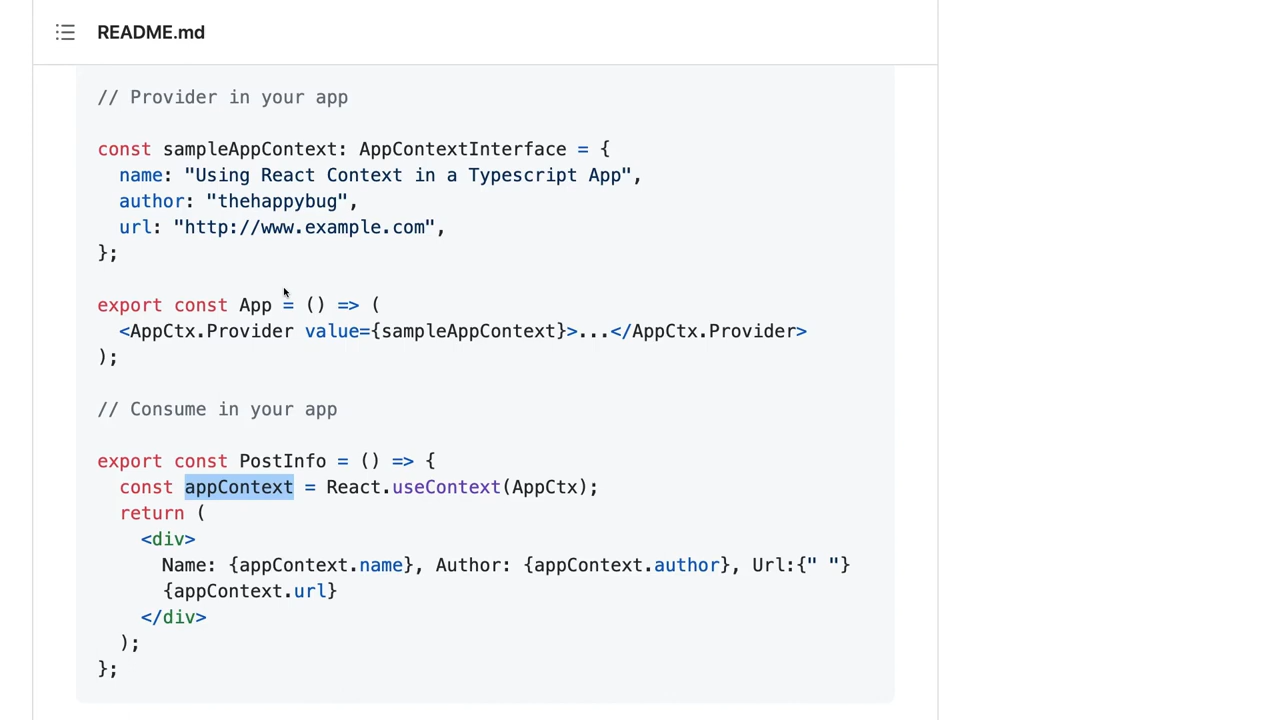 README.md
// Provider in your app
const sampleAppContext: AppContextInterface = {
  name: "Using React Context in a Typescript App",
  author: "thehappybug",
  url: "http://www.example.com",
};
export const App = () => (
  <AppCtx.Provider value={sampleAppContext}>...</AppCtx.Provider>
);
// Consume in your app
export const PostInfo = () => {
  const appContext = React.useContext(AppCtx);
  return (
    <div>
      Name: {appContext.name}, Author: {appContext.author}, Url:{" "}
      {appContext.url}
    </div>
  );
};